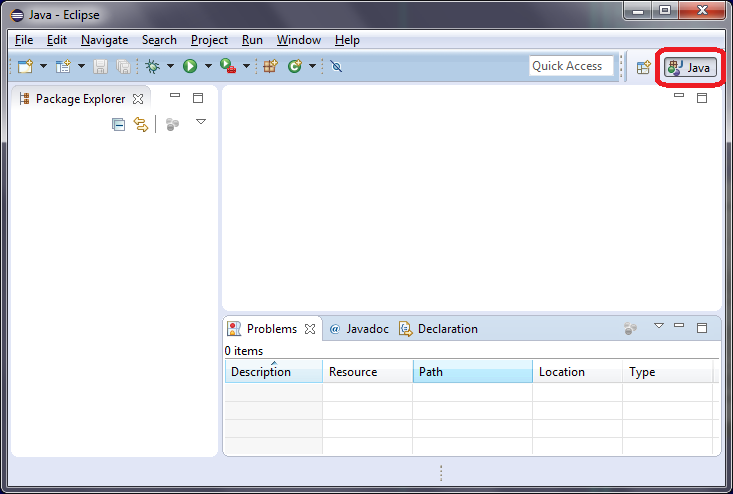 Java - Eclipse
File Edit Navigate Search Project Run Window Help
Quick Access Java
Package Explorer
Problems Javadoc Declaration
0 items
Description Resource Path Location Type